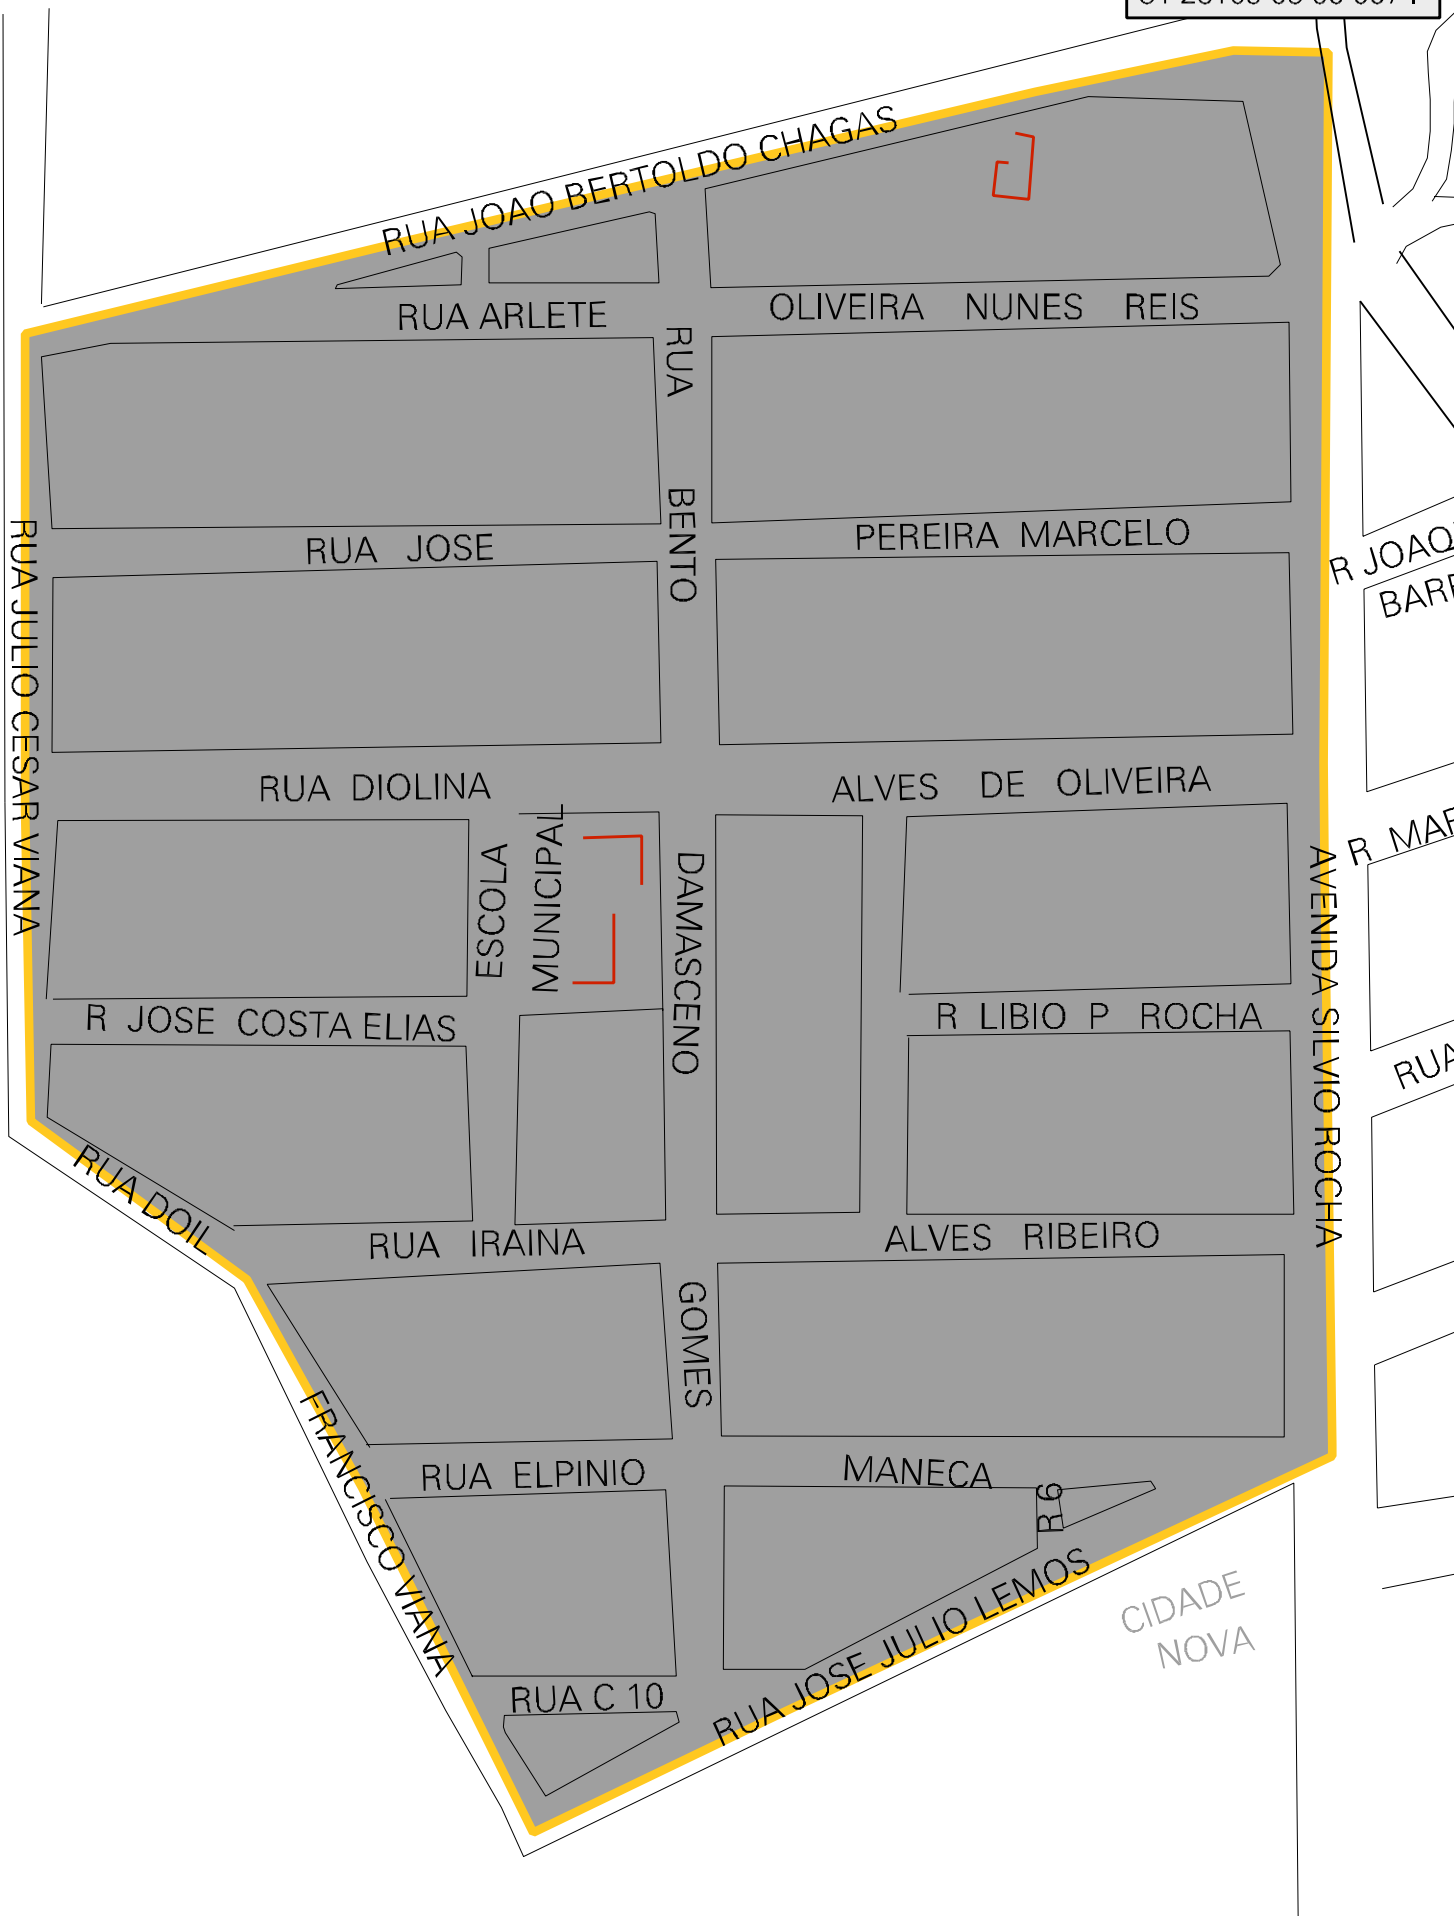 RUA JOAO BERTOLDO CHAGAS
RUA ARLETE OLIVEIRA NUNES REIS
RUA BENTO DAMASCENO GOMES
RUA JOSE PEREIRA MARCELO
R JOAQ
BARR
RUA JULIO CESAR VIANA
RUA DIOLINA ALVES DE OLIVEIRA
R MAR
ESCOLA
MUNICIPAL
AVENIDA SILVIO ROCHA
R JOSE COSTA ELIAS
R LIBIO P ROCHA
RUA
RUA DOIL
FRANCISCO VIANA
RUA IRAINA ALVES RIBEIRO
RUA ELPINIO MANECA
R 6
RUA JOSE JULIO LEMOS
CIDADE
NOVA
RUA C 10